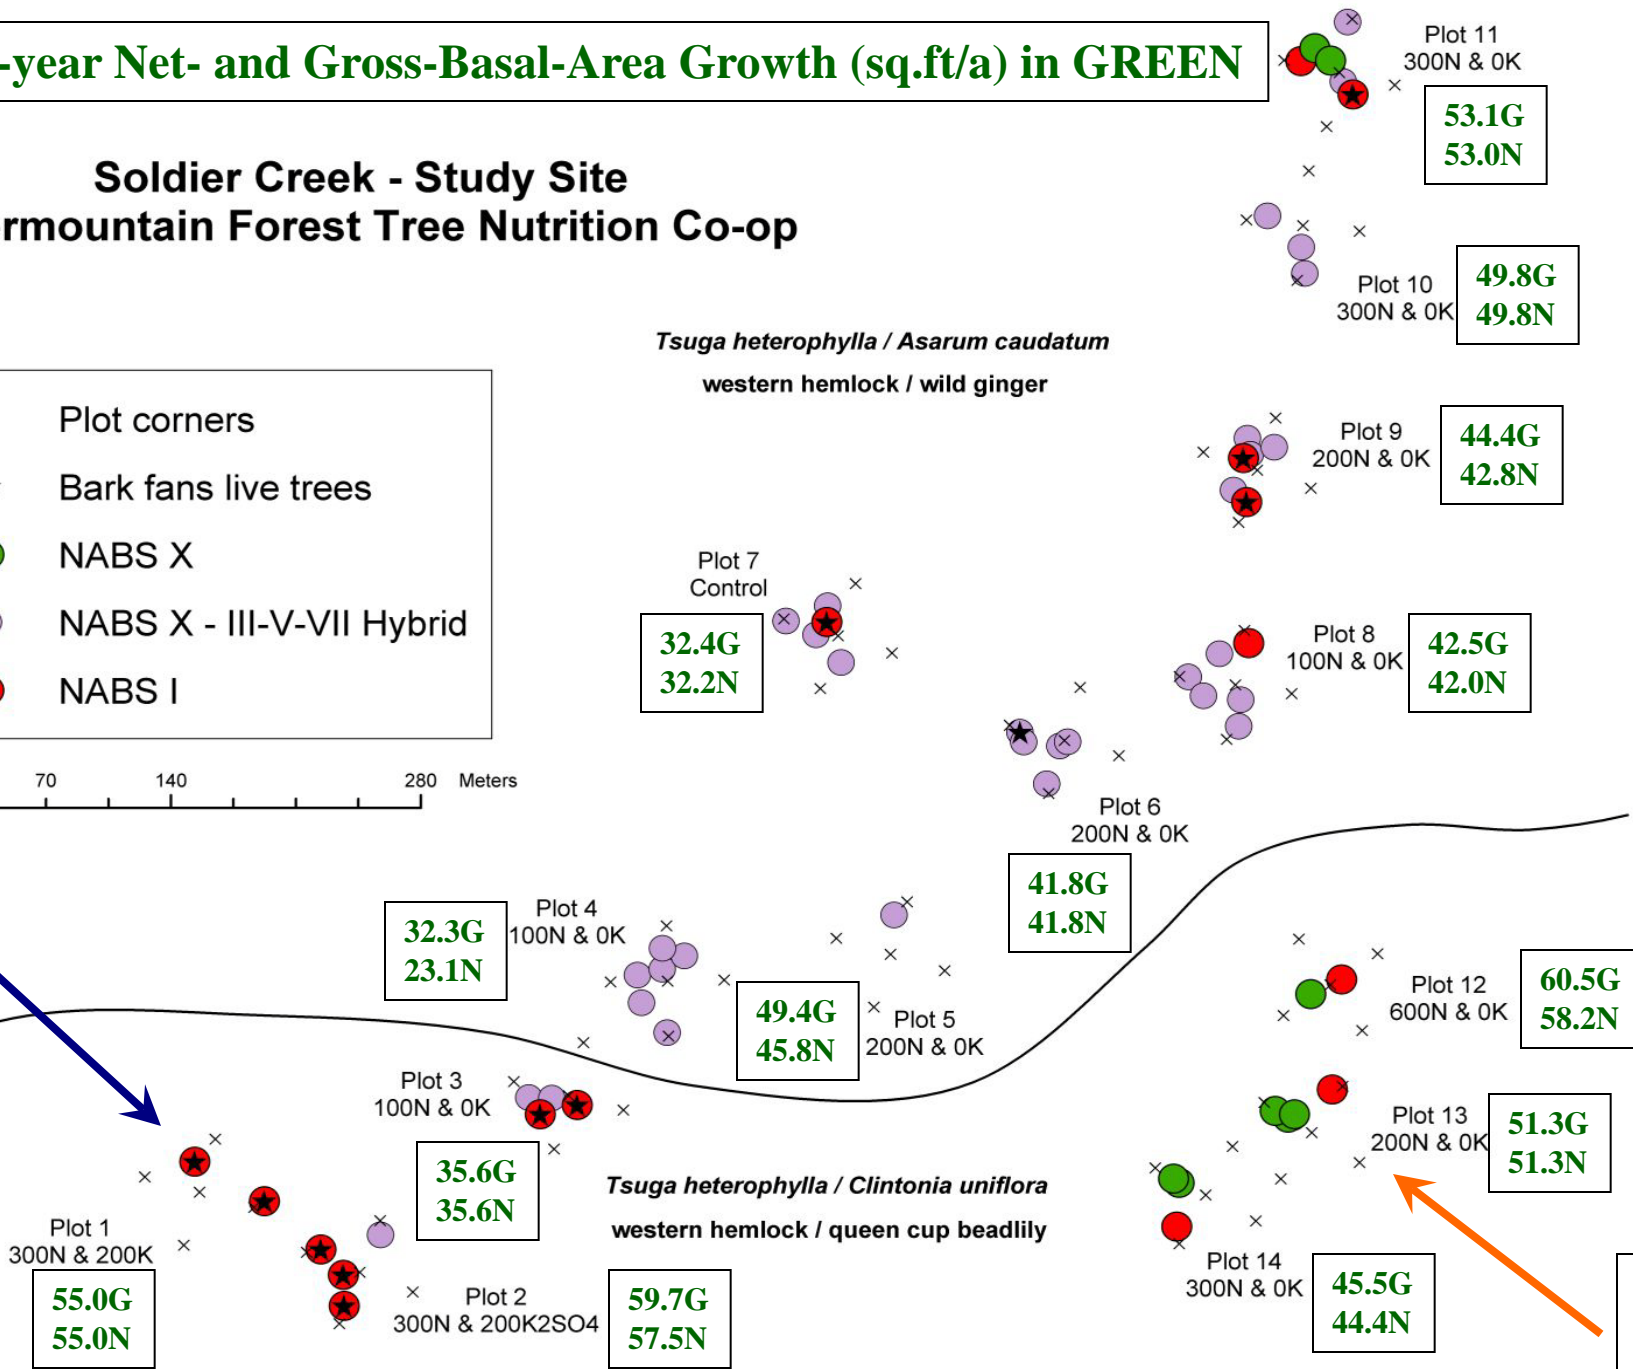 -year Net- and Gross-Basal-Area Growth (sq.ft/a) in GREEN
Soldier Creek - Study Site
rmountain Forest Tree Nutrition Co-op
Plot 11
300N & 0K
53.1G
53.0N
Plot 10
300N & 0K
49.8G
49.8N
Tsuga heterophylla / Asarum caudatum
western hemlock / wild ginger
Plot corners
Bark fans live trees
NABS X
NABS X - III-V-VII Hybrid
NABS I
70 140 280 Meters
Plot 9
200N & 0K
44.4G
42.8N
Plot 7
Control
32.4G
32.2N
Plot 8
100N & 0K
42.5G
42.0N
Plot 6
200N & 0K
41.8G
41.8N
Plot 4
100N & 0K
32.3G
23.1N
49.4G
45.8N
Plot 5
200N & 0K
Plot 12
600N & 0K
60.5G
58.2N
Plot 3
100N & 0K
35.6G
35.6N
Plot 13
200N & 0K
51.3G
51.3N
Tsuga heterophylla / Clintonia uniflora
western hemlock / queen cup beadlily
Plot 1
300N & 200K
55.0G
55.0N
Plot 2
300N & 200K2SO4
59.7G
57.5N
Plot 14
300N & 0K
45.5G
44.4N